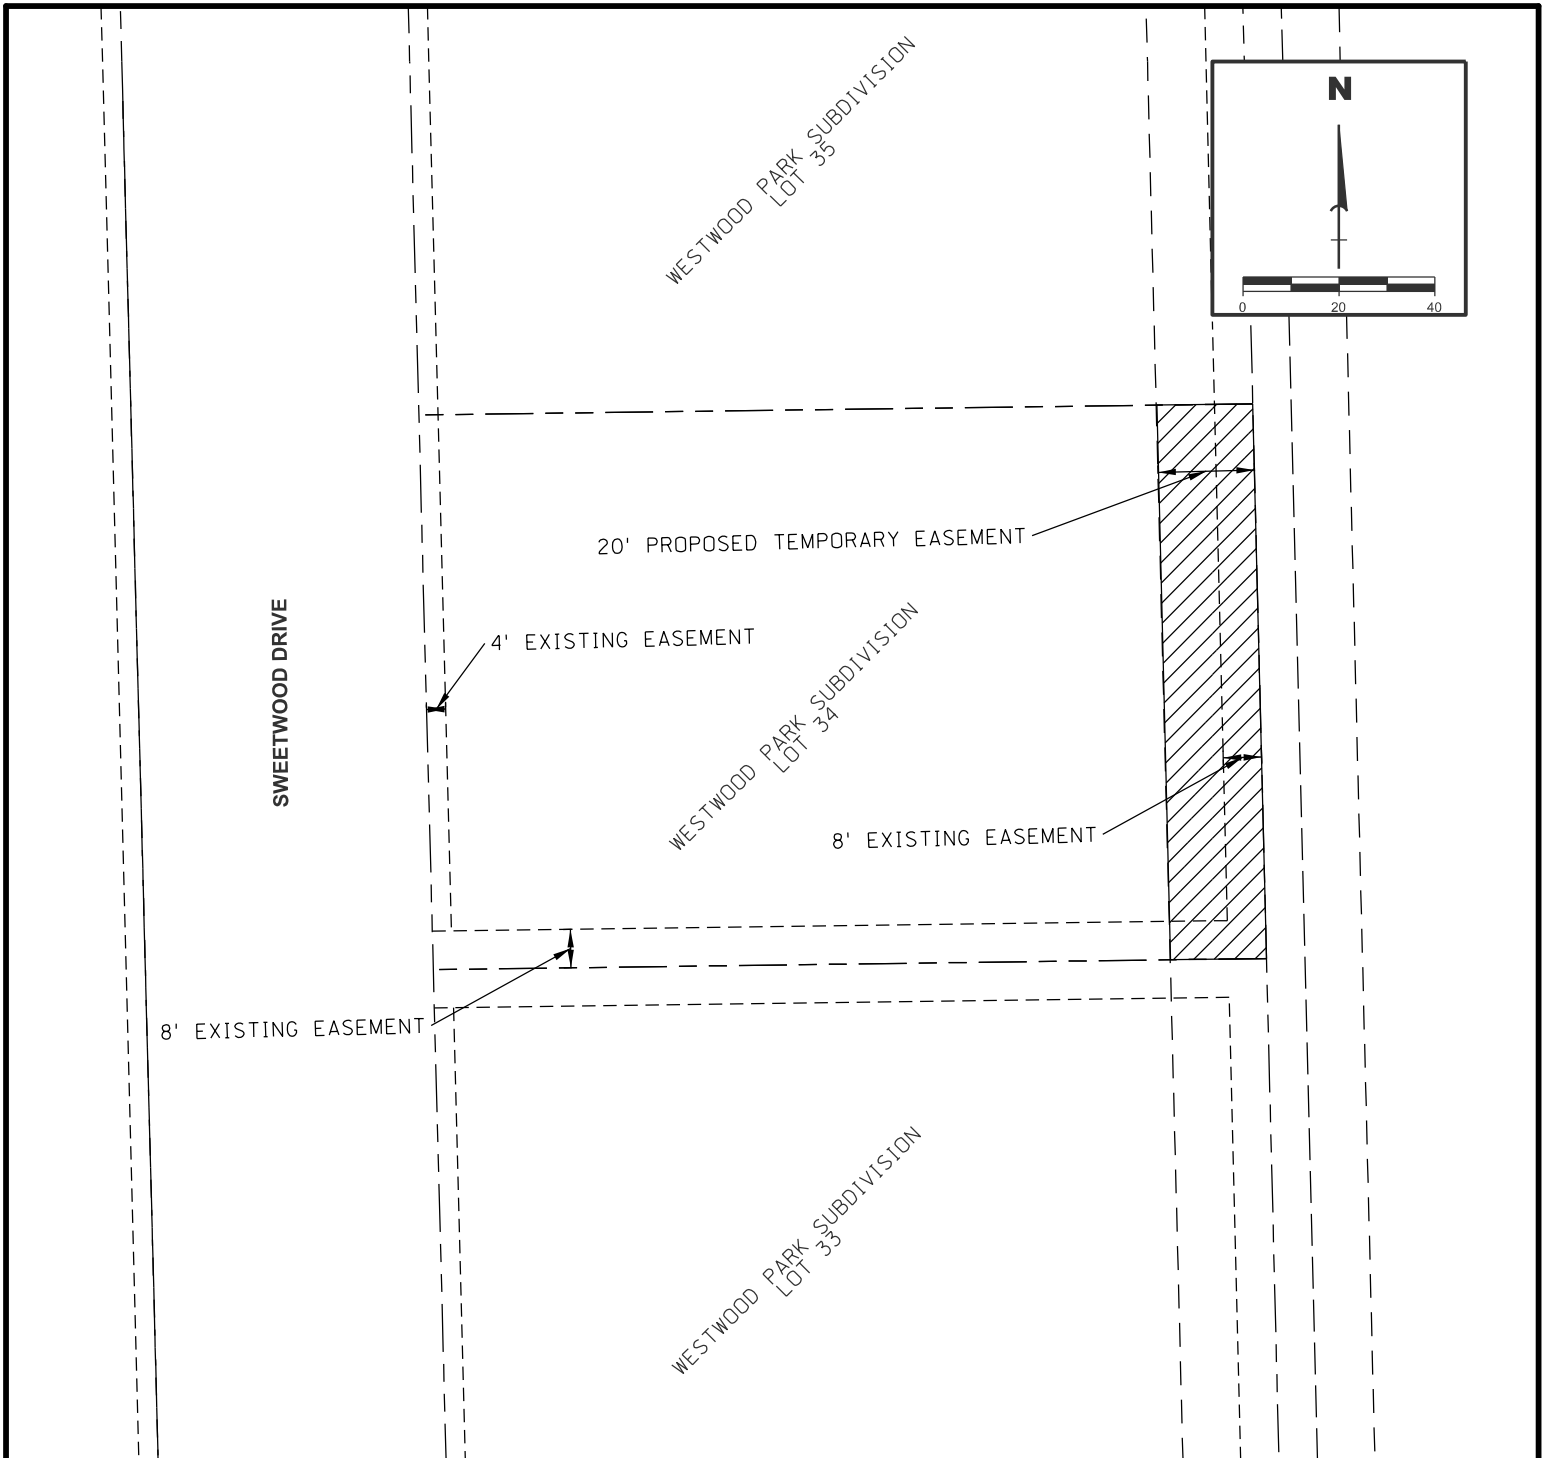 WESTWOOD PARK SUBDIVISION
LOT 35
N
0 20 40
20' PROPOSED TEMPORARY EASEMENT
SWEETWOOD DRIVE
4' EXISTING EASEMENT
WESTWOOD PARK SUBDIVISION
LOT 34
8' EXISTING EASEMENT
8' EXISTING EASEMENT
WESTWOOD PARK SUBDIVISION
LOT 33